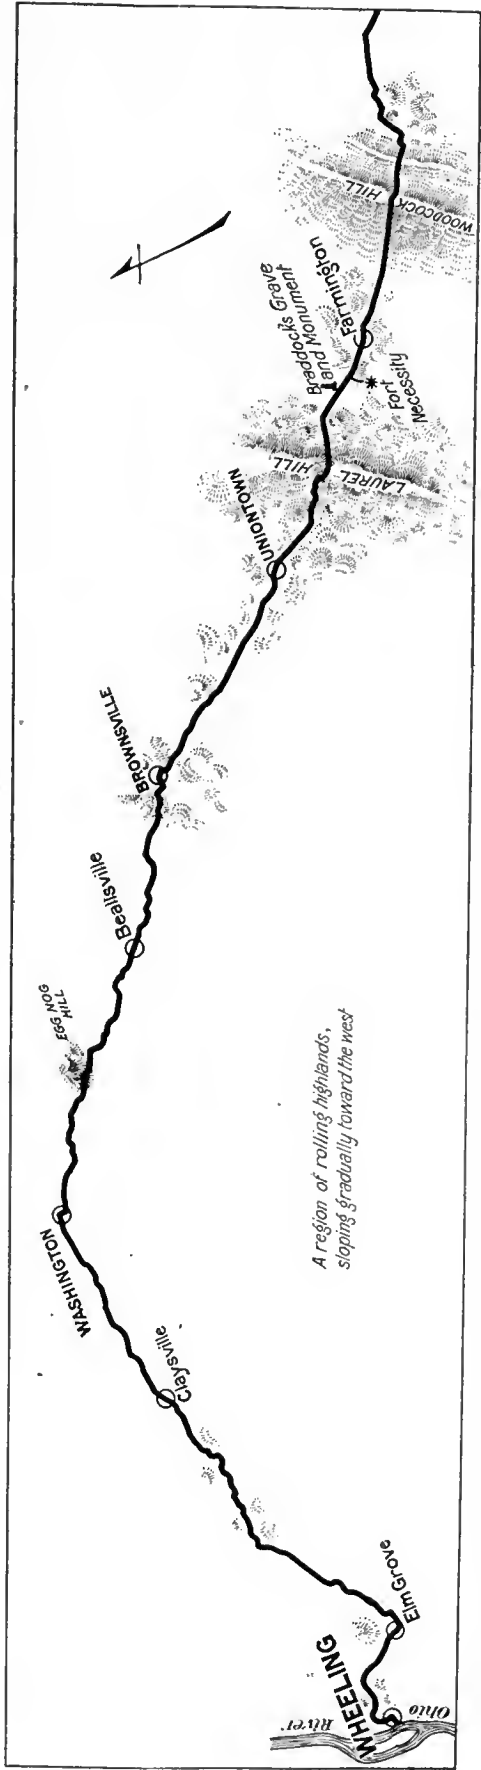 WOODCOCK
HILL
Farmington
Braddock's Grave
and Monument
Fort
Necessity
LAUREL
HILL
UNIONTOWN
BROWNSVILLE
Beallsville
EGG NOG
HILL
A region of rolling highlands,
sloping gradually toward the west
WASHINGTON
Claysville
Elm Grove
WHEELING
Ohio
River